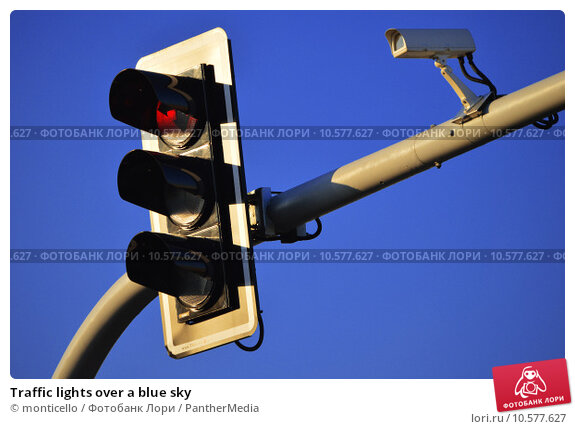 .627 - ФОТОБАНК ЛОРИ - 10.577.627 - ФОТОБАНК ЛОРИ - 10.577.627 - ФОТОБАНК ЛОРИ - 10.577.627
.627 - ФОТОБАНК ЛОРИ - 10.577.627 - ФОТОБАНК ЛОРИ - 10.577.627 - ФОТОБАНК ЛОРИ - 10.577.627
Traffic lights over a blue sky
© monticello / Фотобанк Лори / PantherMedia
ФОТОБАНК ЛОРИ
lori.ru/10.577.627